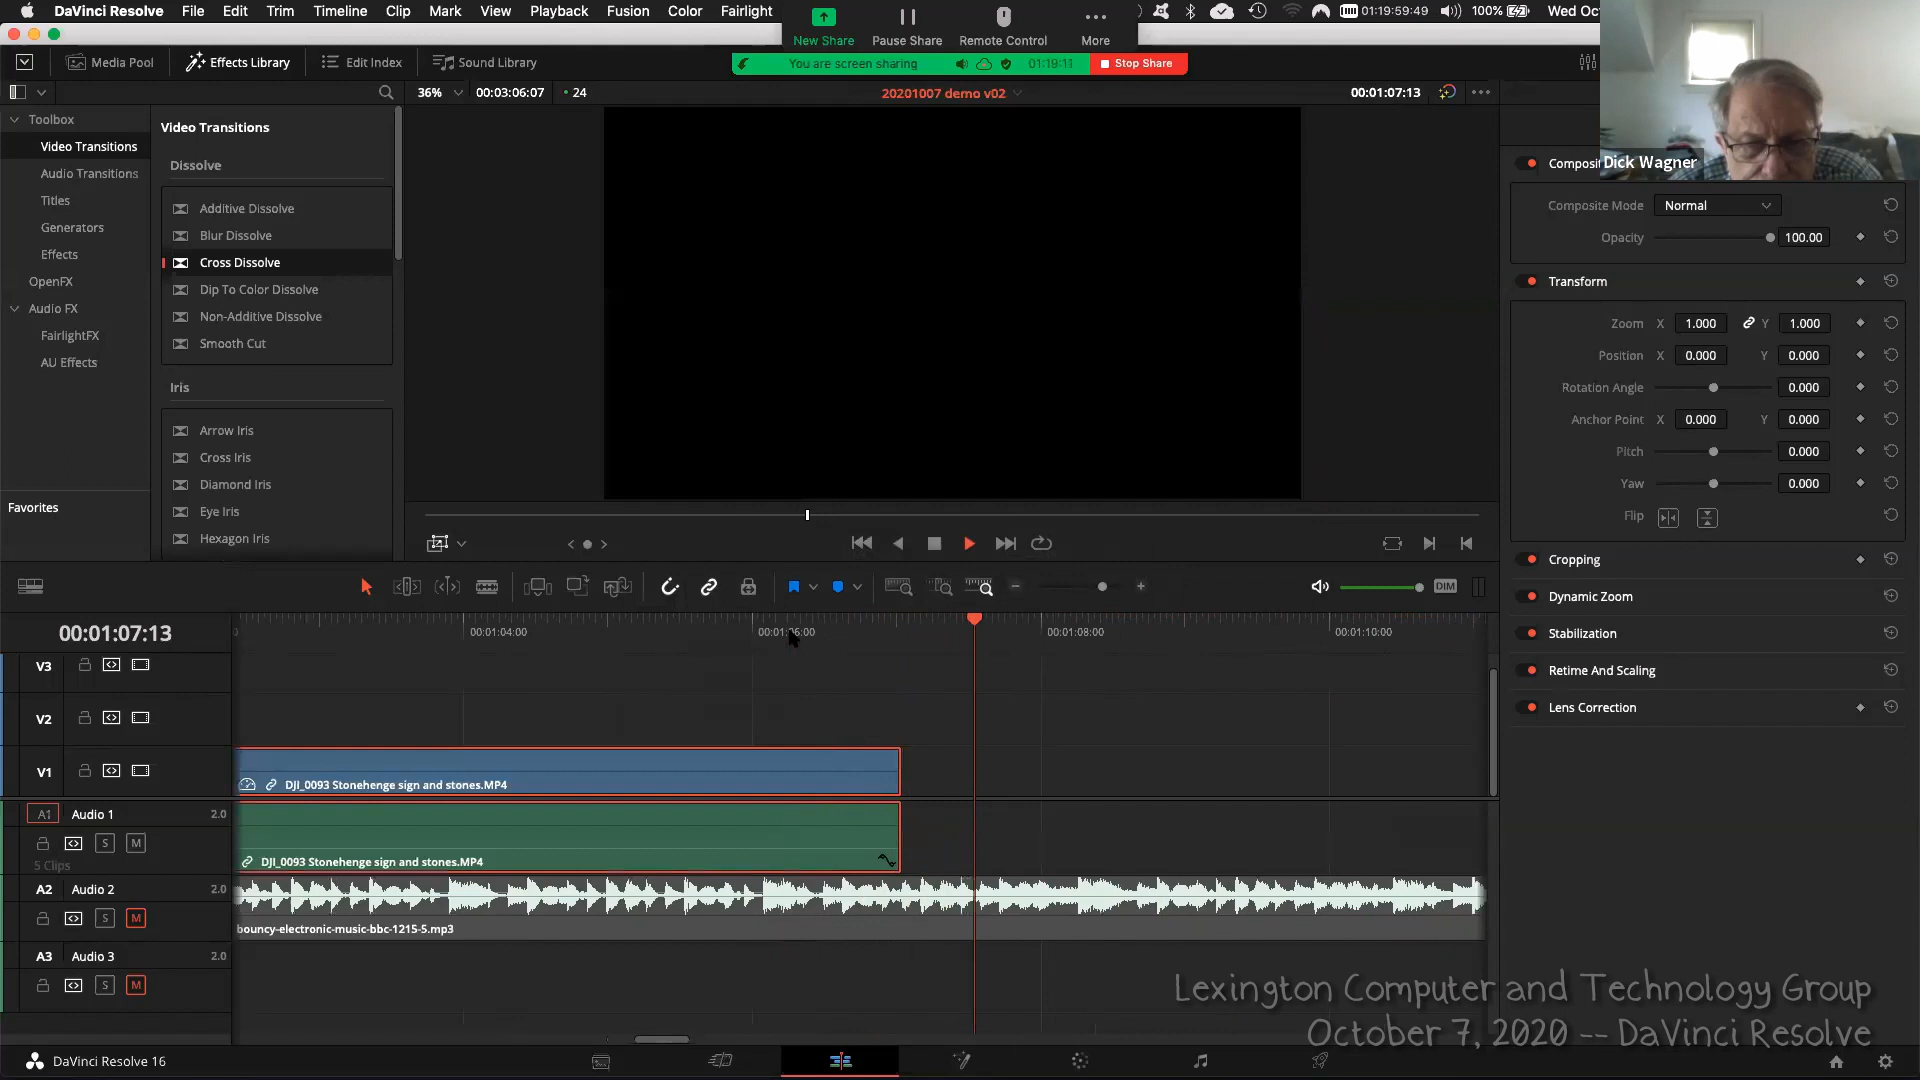 DaVinci Resolve File Edit Trim Timeline Clip Mark View Playback Fusion Color Fairlight
01:19:59:49 100% Wed Oc
New Share Pause Share Remote Control More
Media Pool Effects Library Edit Index Sound Library
You are screen sharing 01:19:11 Stop Share
36% 00:03:06:07 24 20201007 demo v02 00:01:07:13
Toolbox
Video Transitions
Audio Transitions
Titles
Generators
Effects
OpenFX
Audio FX
FairlightFX
AU Effects
Favorites
Video Transitions
Dissolve
Additive Dissolve
Blur Dissolve
Cross Dissolve
Dip To Color Dissolve
Non-Additive Dissolve
Smooth Cut
Iris
Arrow Iris
Cross Iris
Diamond Iris
Eye Iris
Hexagon Iris
Dick Wagner
Composit
Composite Mode Normal
Opacity 100.00
Transform
Zoom X 1.000 Y 1.000
Position X 0.000 Y 0.000
Rotation Angle 0.000
Anchor Point X 0.000 Y 0.000
Pitch 0.000
Yaw 0.000
Flip
Cropping
Dynamic Zoom
Stabilization
Retime And Scaling
Lens Correction
DIM
00:01:07:13
00:01:04:00 00:01:06:00 00:01:08:00 00:01:10:00
V3
V2
V1
DJI_0093 Stonehenge sign and stones.MP4
A1 Audio 1 2.0
S M
5 Clips
DJI_0093 Stonehenge sign and stones.MP4
A2 Audio 2 2.0
S M
bouncy-electronic-music-bbc-1215-5.mp3
A3 Audio 3 2.0
S M
Lexington Computer and Technology Group
October 7, 2020 -- DaVinci Resolve
DaVinci Resolve 16